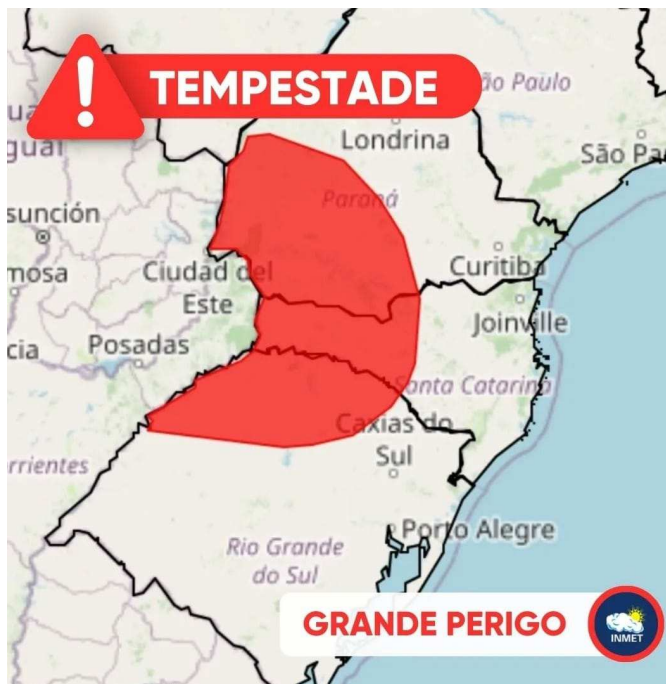 TEMPESTADE
ão Paulo
Londrina
São Pa
Paraná
gual
sunción
mosa
Ciudad del
Este
Curitiba
Joinville
cia
Posadas
Santa Catarina
Caxias do
Sul
rrientes
Porto Alegre
Rio Grande
do Sul
GRANDE PERIGO
INMET